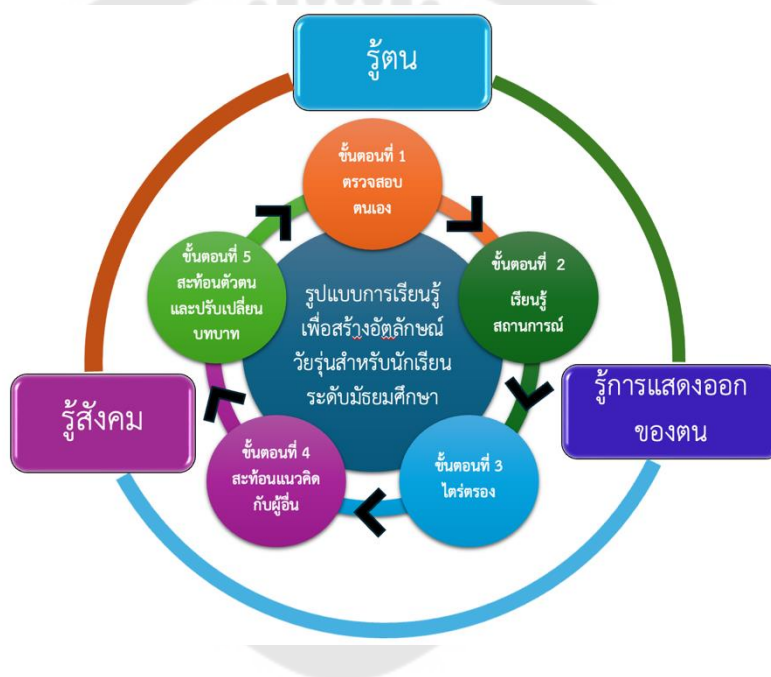 รู้ตน
ขั้นตอนที่ 1
ตรวจสอบ
ตนเอง
ขั้นตอนที่ 2
เรียนรู้
สถานการณ์
ขั้นตอนที่ 3
ไตร่ตรอง
ขั้นตอนที่ 4
สะท้อนแนวคิด
กับผู้อื่น
ขั้นตอนที่ 5
สะท้อนตัวตน
และปรับเปลี่ยน
บทบาท
รูปแบบการเรียนรู้
เพื่อสร้างอัตลักษณ์
วัยรุ่นสำหรับนักเรียน
ระดับมัธยมศึกษา
รู้การแสดงออก
ของตน
รู้สังคม